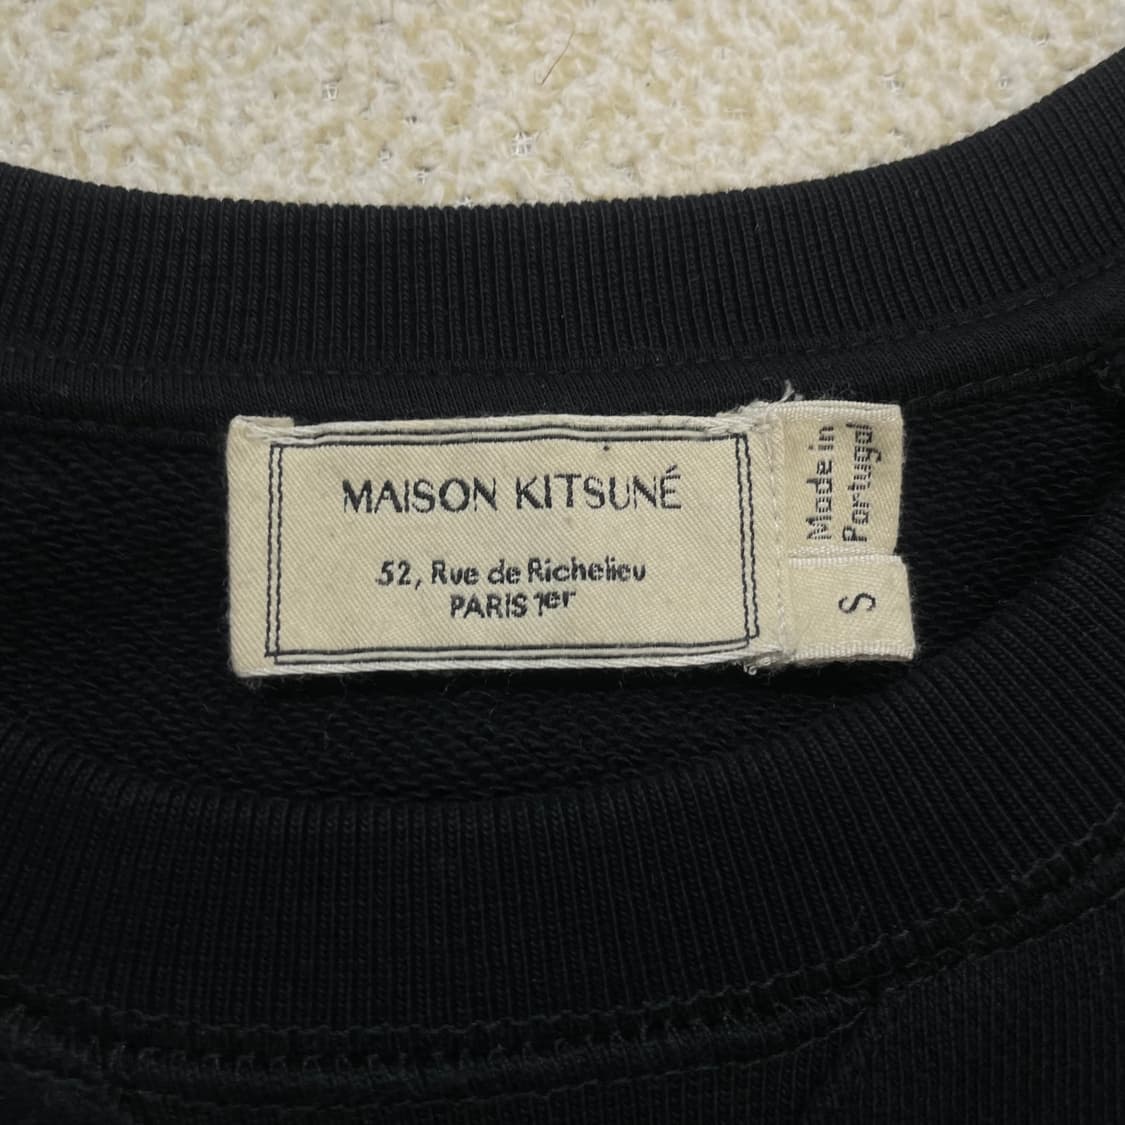 MAISON KITSUNÉ
52, Rue de Richelieu
PARIS 1er
Made in
Portugal
S